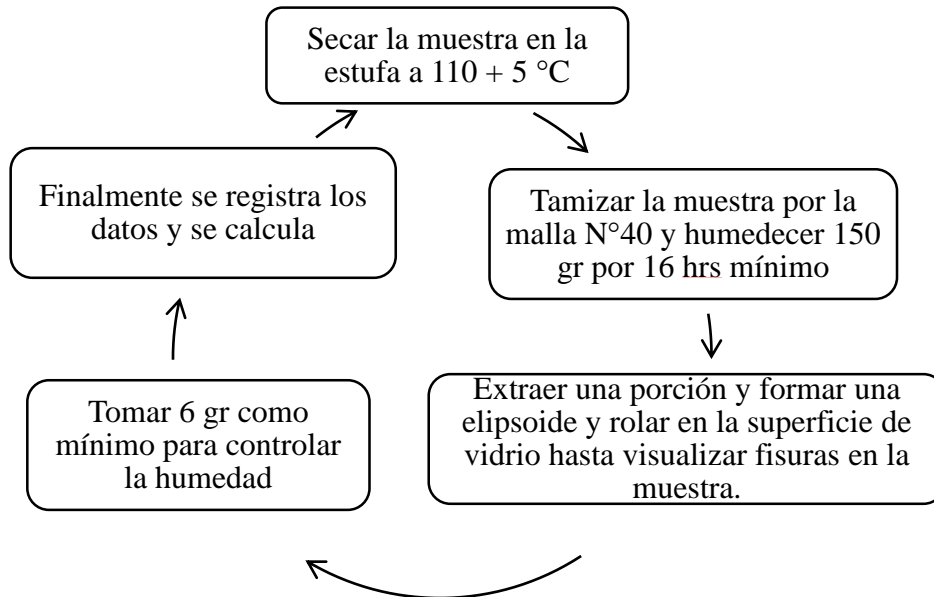 Secar la muestra en la
estufa a 110 + 5 °C
Tamizar la muestra por la
malla N°40 y humedecer 150
gr por 16 hrs mínimo
Extraer una porción y formar una
elipsoide y rolar en la superficie de
vidrio hasta visualizar fisuras en la
muestra.
Tomar 6 gr como
mínimo para controlar
la humedad
Finalmente se registra los
datos y se calcula